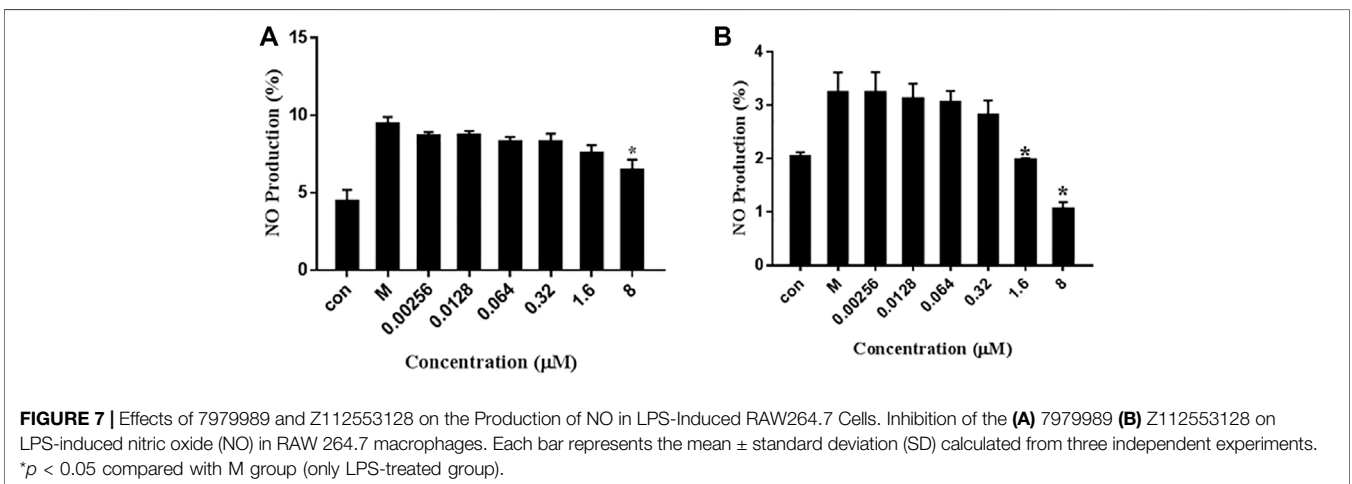 A
15
10
5
0
NO Production (%)
*
con
M
0.00256
0.0128
0.064
0.32
1.6
8
Concentration (µM)
B
4
3
2
1
0
NO Production (%)
*
*
con
M
0.00256
0.0128
0.064
0.32
1.6
8
Concentration (µM)
FIGURE 7 | Effects of 7979989 and Z112553128 on the Production of NO in LPS-Induced RAW264.7 Cells. Inhibition of the (A) 7979989 (B) Z112553128 on
LPS-induced nitric oxide (NO) in RAW 264.7 macrophages. Each bar represents the mean ± standard deviation (SD) calculated from three independent experiments.
*p < 0.05 compared with M group (only LPS-treated group).